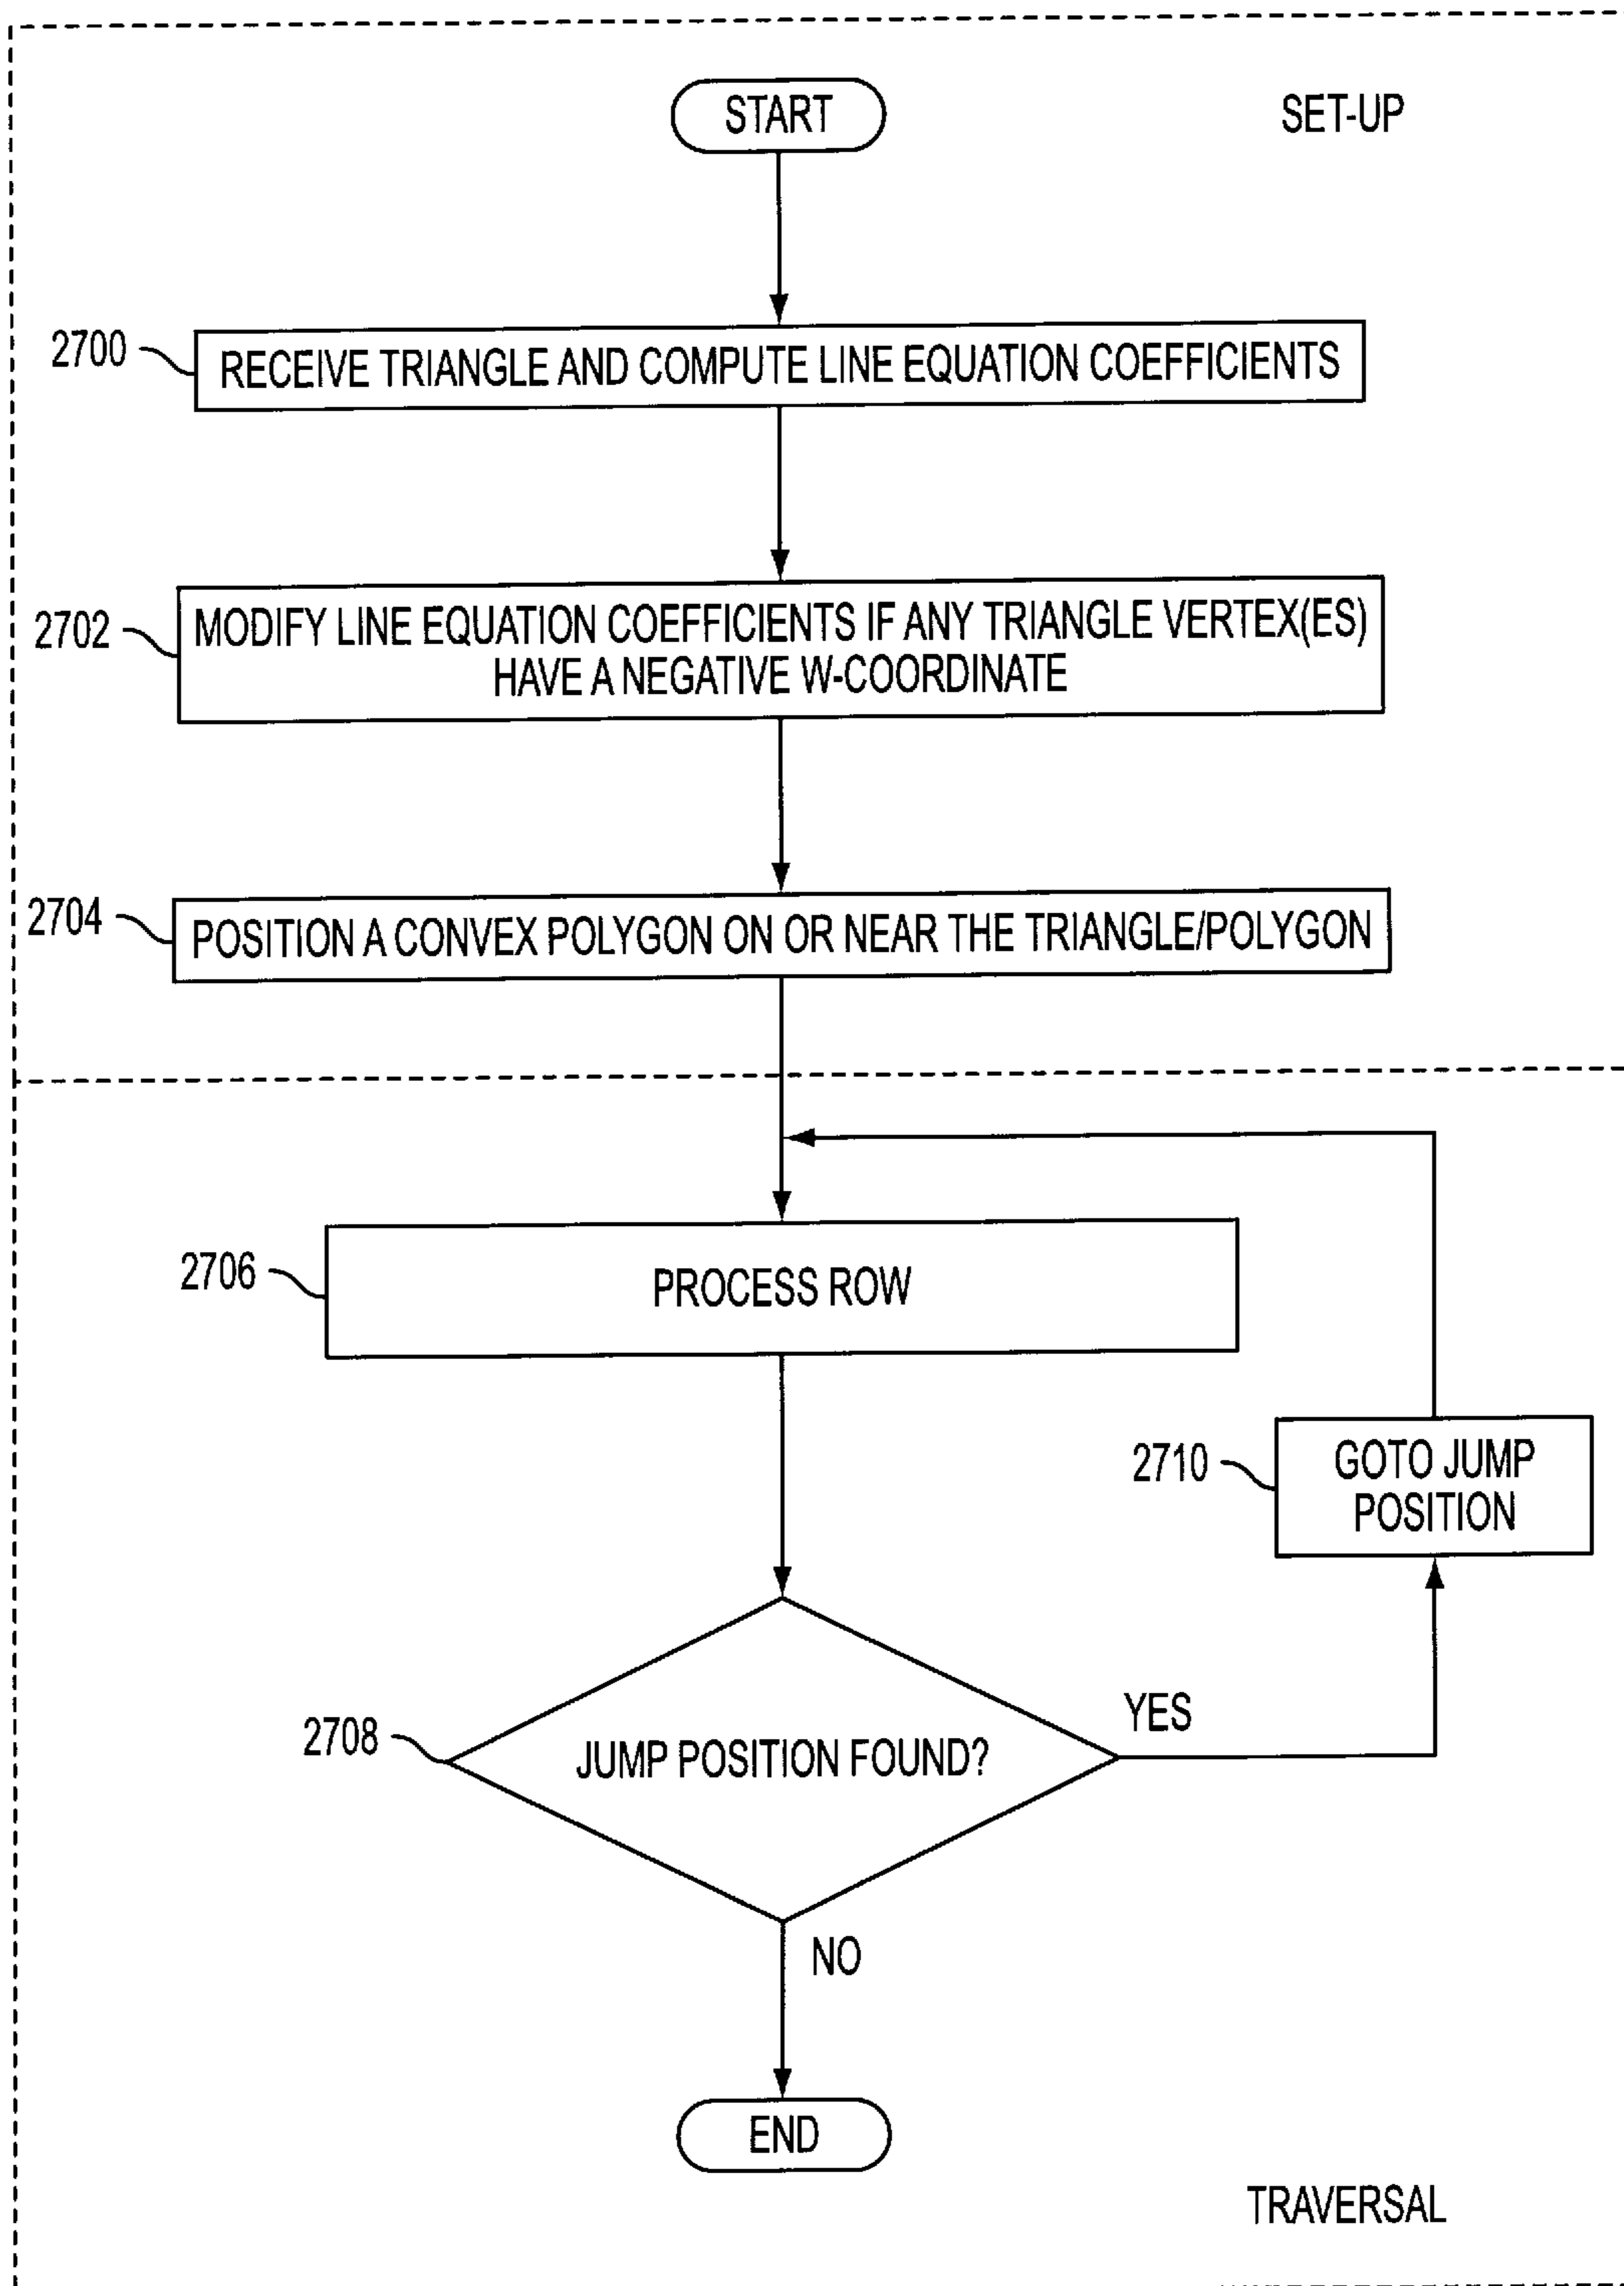 START
SET-UP
2700
RECEIVE TRIANGLE AND COMPUTE LINE EQUATION COEFFICIENTS
2702
MODIFY LINE EQUATION COEFFICIENTS IF ANY TRIANGLE VERTEX(ES)
HAVE A NEGATIVE W-COORDINATE
2704
POSITION A CONVEX POLYGON ON OR NEAR THE TRIANGLE/POLYGON
2706
PROCESS ROW
2710
GOTO JUMP
POSITION
YES
2708
JUMP POSITION FOUND?
NO
END
TRAVERSAL